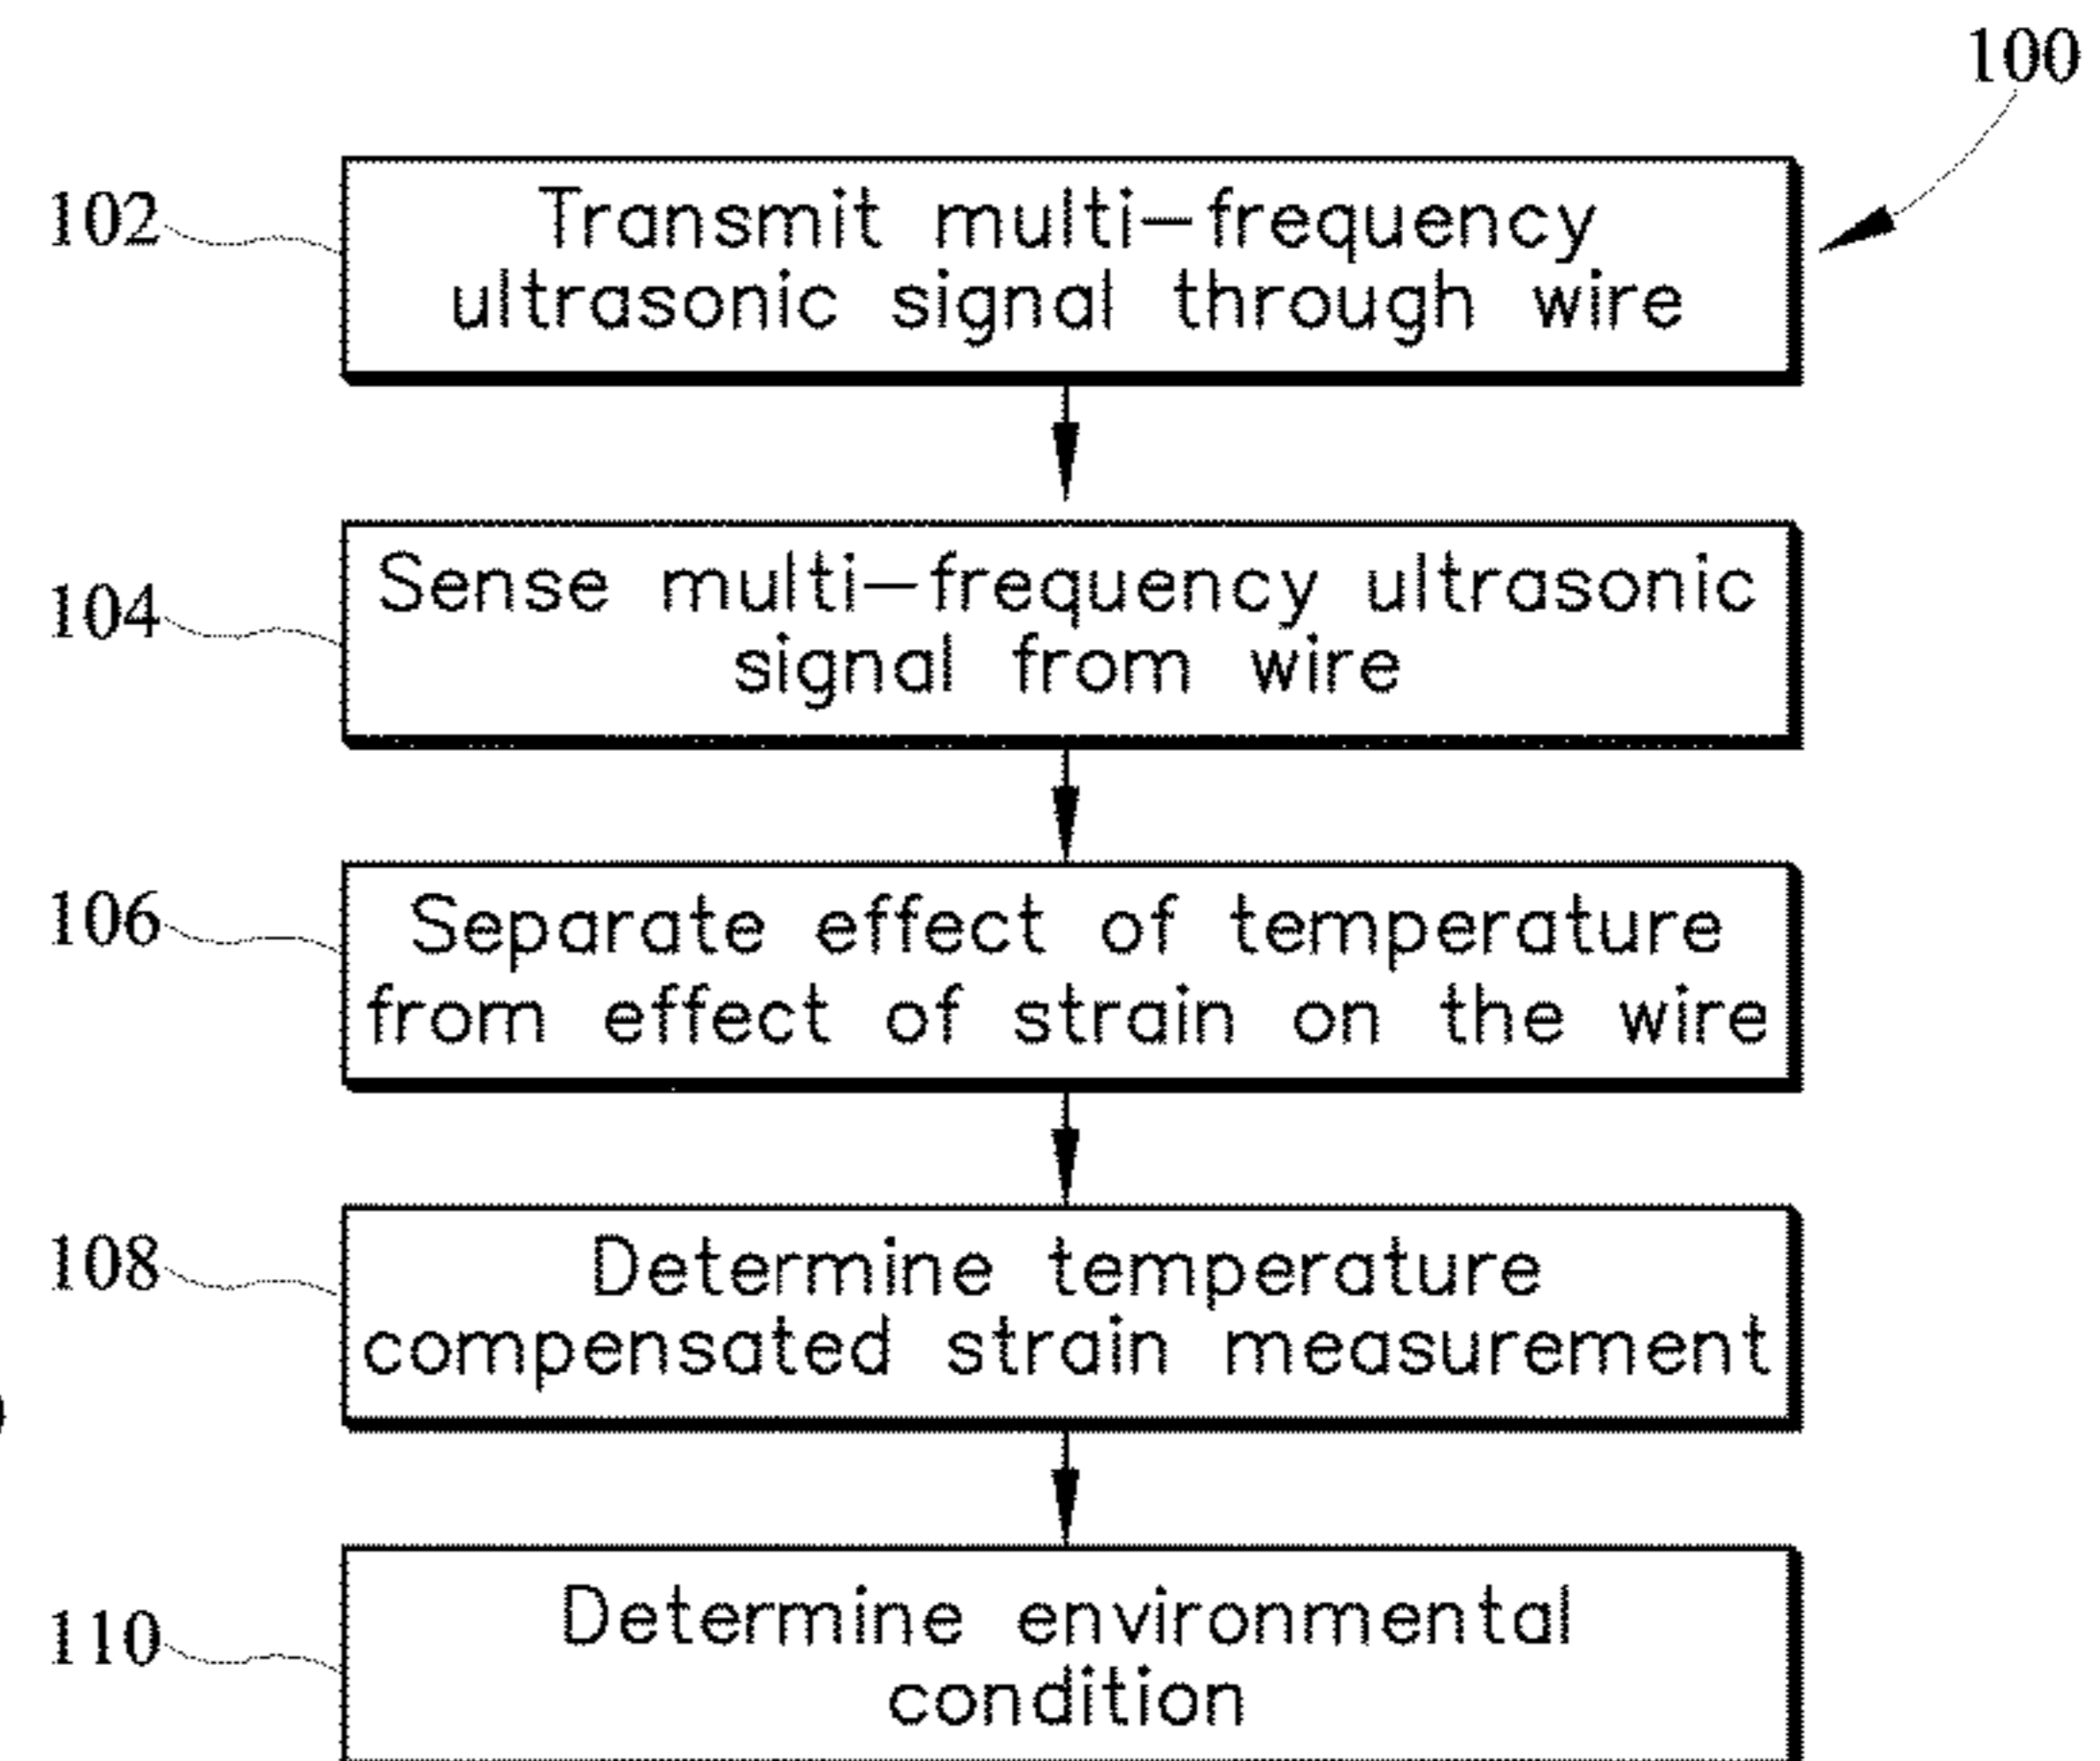 100
102
Transmit multi-frequency
ultrasonic signal through wire
104
Sense multi-frequency ultrasonic
signal from wire
106
Separate effect of temperature
from effect of strain on the wire
108
Determine temperature
compensated strain measurement
110
Determine environmental
condition